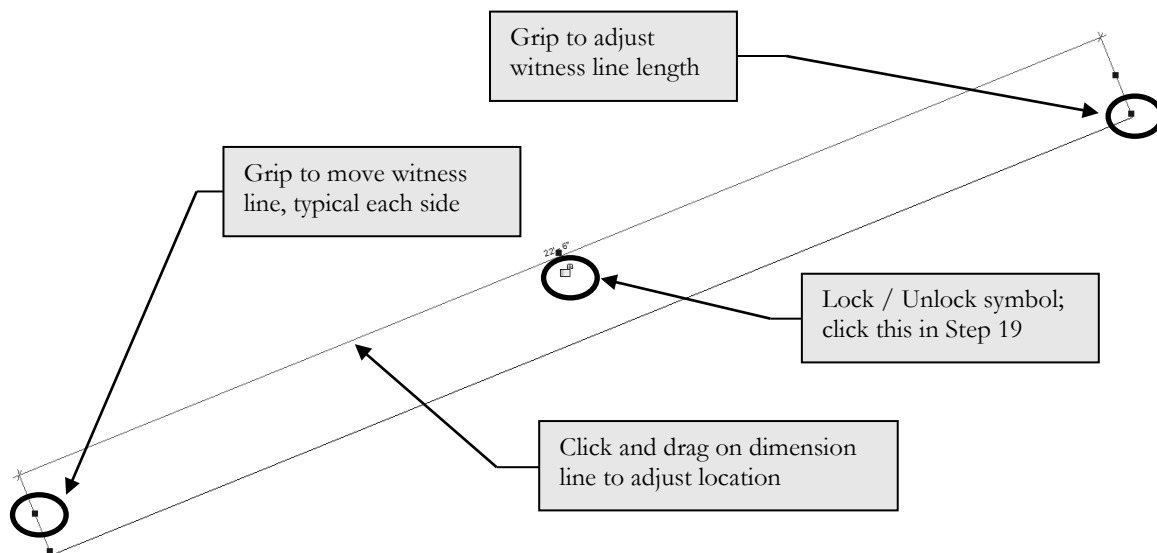 Grip to adjust
witness line length
Grip to move witness
line, typical each side
22' 6"
Lock / Unlock symbol;
click this in Step 19
Click and drag on dimension
line to adjust location